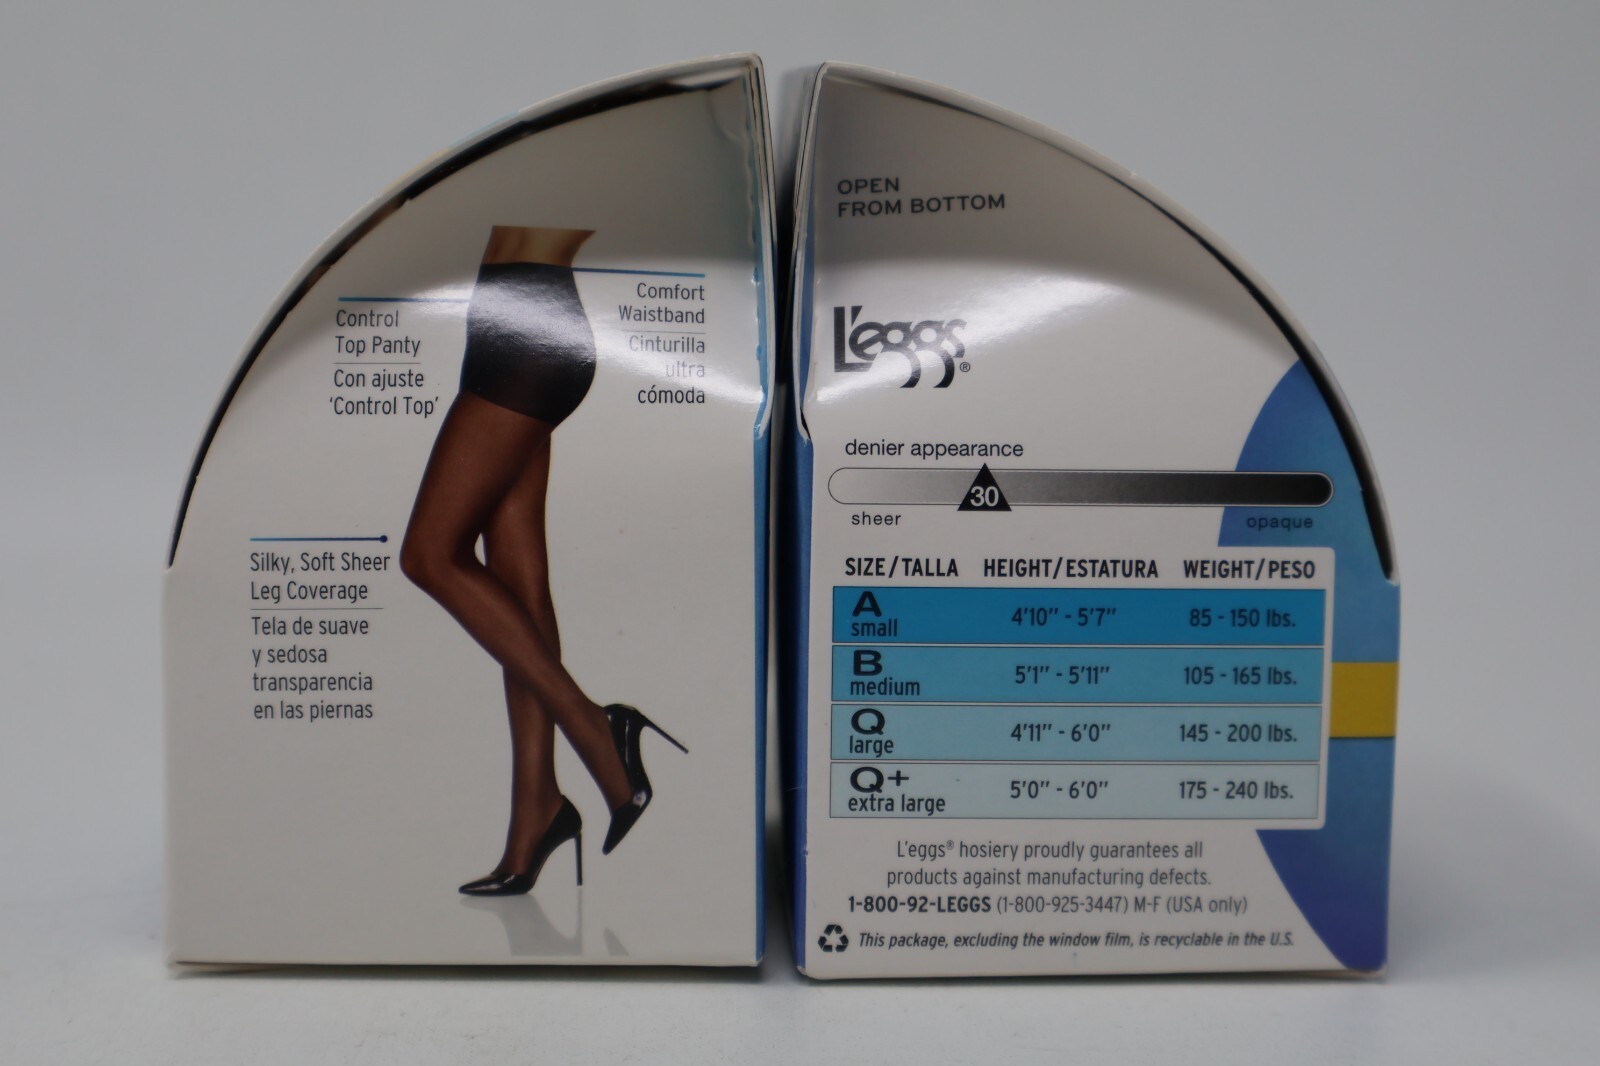 Control
Top Panty
Con ajuste
'Control Top'
Comfort
Waistband
Cinturilla
ultra
cómoda
Silky, Soft Sheer
Leg Coverage
Tela de suave
y sedosa
transparencia
en las piernas
OPEN
FROM BOTTOM
L'eggs®
denier appearance
30
sheer opaque
SIZE/TALLA HEIGHT/ESTATURA WEIGHT/PESO
A
small 4'10" - 5'7" 85 - 150 lbs.
B
medium 5'1" - 5'11" 105 - 165 lbs.
Q
large 4'11" - 6'0" 145 - 200 lbs.
Q+
extra large 5'0" - 6'0" 175 - 240 lbs.
L'eggs® hosiery proudly guarantees all
products against manufacturing defects.
1-800-92-LEGGS (1-800-925-3447) M-F (USA only)
This package, excluding the window film, is recyclable in the U.S.